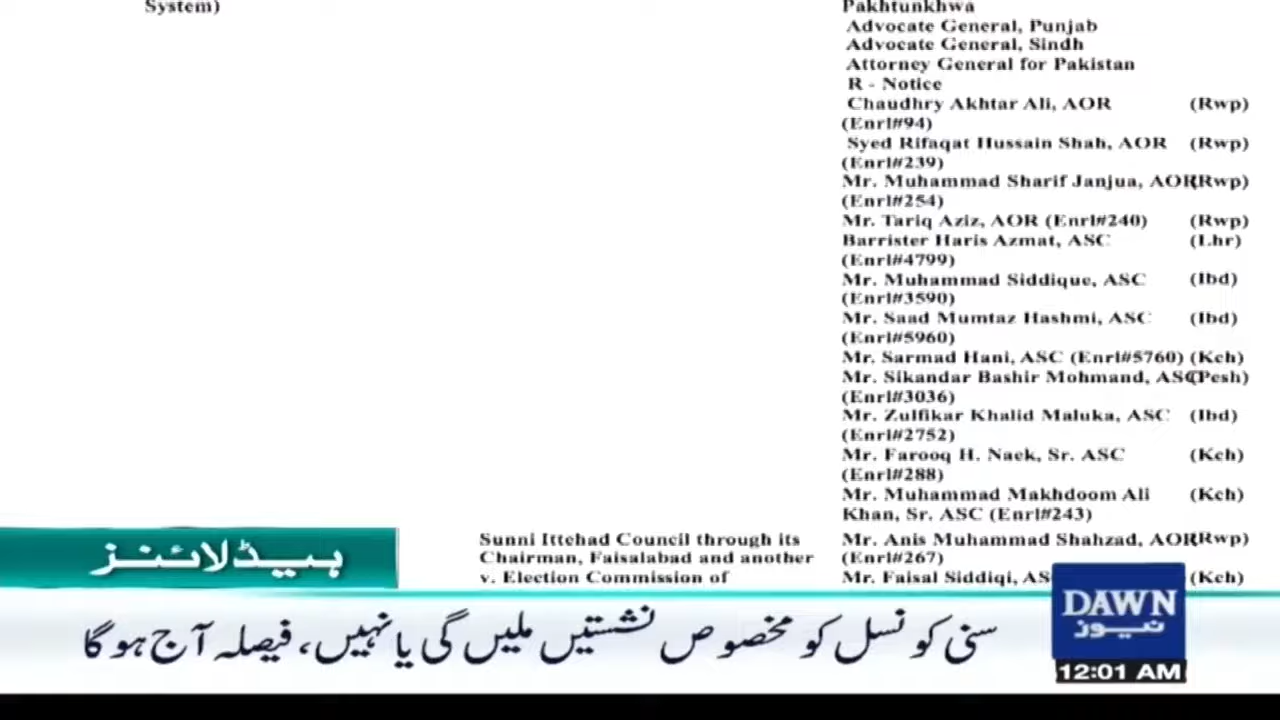 System)
Pakhtunkhwa
Advocate General, Punjab
Advocate General, Sindh
Attorney General for Pakistan
R - Notice
Chaudhry Akhtar Ali, AOR (Rwp)
(Enrl#94)
Syed Rifaqat Hussain Shah, AOR (Rwp)
(Enrl#239)
Mr. Muhammad Sharif Janjua, AOR(Rwp)
(Enrl#254)
Mr. Tariq Aziz, AOR (Enrl#240) (Rwp)
Barrister Haris Azmat, ASC (Lhr)
(Enrl#4799)
Mr. Muhammad Siddique, ASC (Ibd)
(Enrl#3590)
Mr. Saad Mumtaz Hashmi, ASC (Ibd)
(Enrl#5960)
Mr. Sarmad Hani, ASC (Enrl#5760) (Kch)
Mr. Sikandar Bashir Mohmand, ASC(Pesh)
(Enrl#3036)
Mr. Zulfikar Khalid Maluka, ASC (Ibd)
(Enrl#2752)
Mr. Farooq H. Naek, Sr. ASC (Kch)
(Enrl#288)
Mr. Muhammad Makhdoom Ali (Kch)
Khan, Sr. ASC (Enrl#243)
Sunni Ittehad Council through its
Chairman, Faisalabad and another
v. Election Commission of
Mr. Anis Muhammad Shahzad, AOR(Rwp)
(Enrl#267)
Mr. Faisal Siddiqi, AS (Kch)
ہیڈلائنز
سنی کونسل کو مخصوص نشستیں ملیں گی یا نہیں، فیصلہ آج ہوگا
DAWN
نیوز
12:01 AM